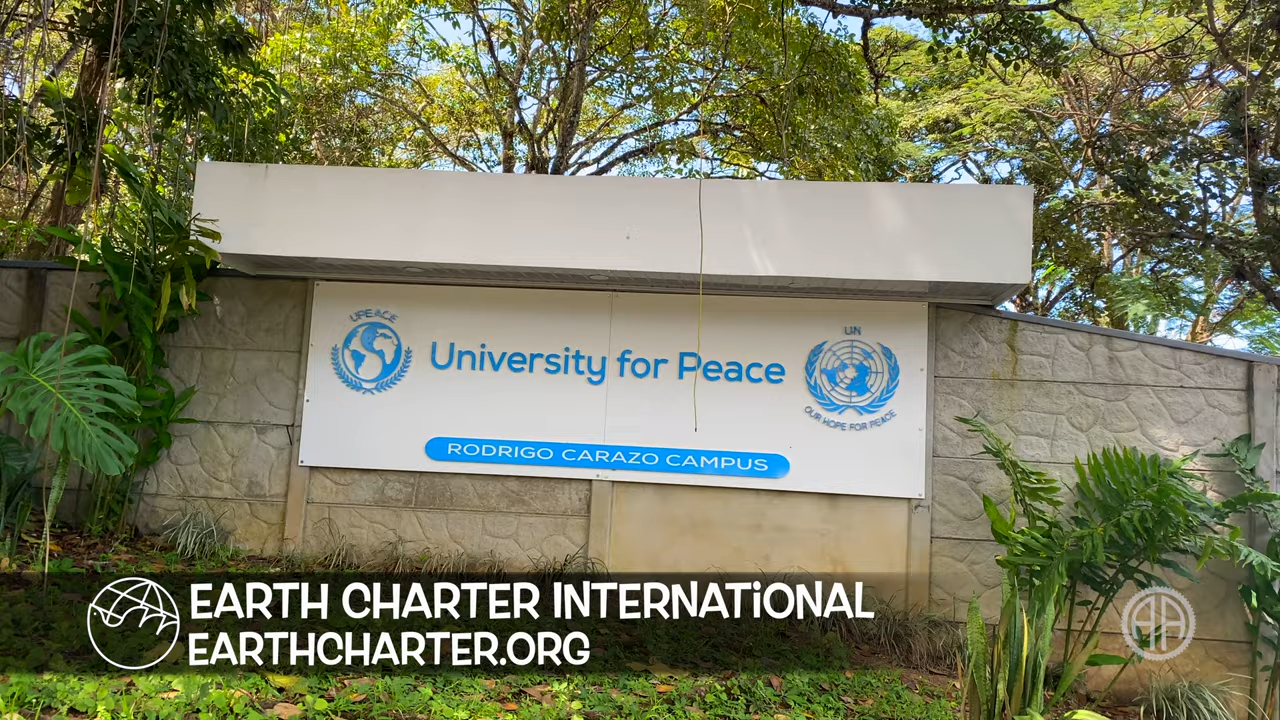 UPEACE
University for Peace
UN
OUR HOPE FOR PEACE
RODRIGO CARAZO CAMPUS
EARTH CHARTER INTERNATIONAL
EARTHCHARTER.ORG